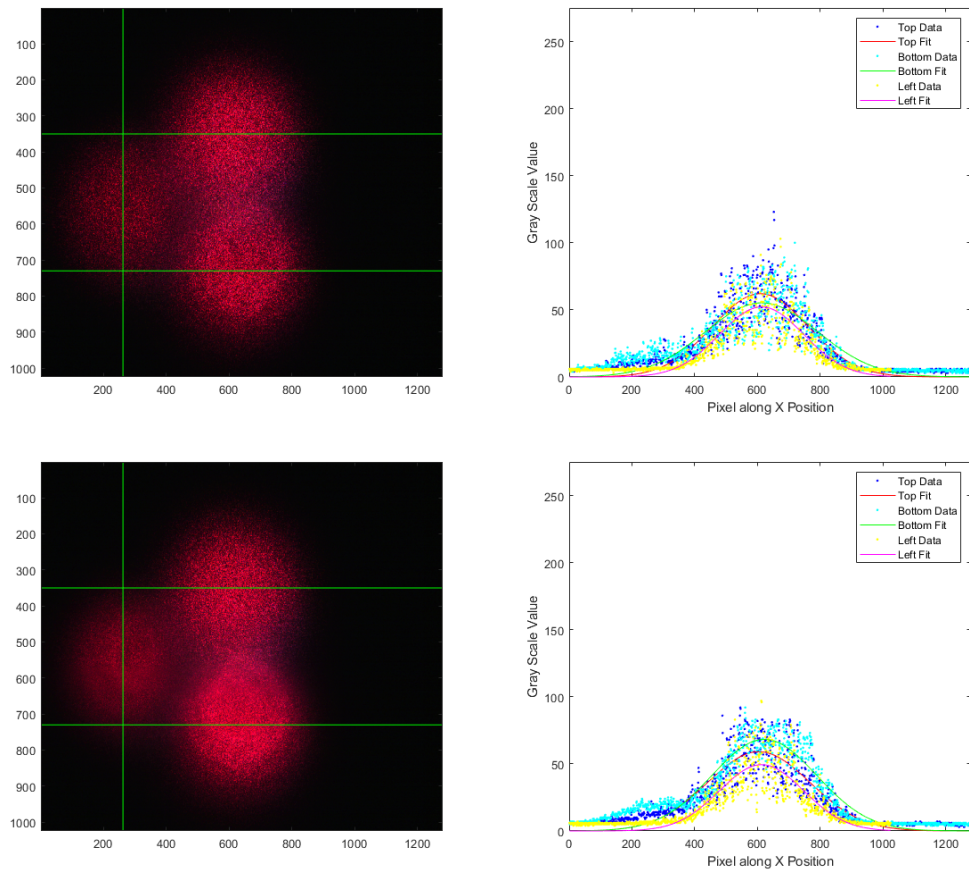 100
200
300
400
500
600
700
800
900
1000
200 400 600 800 1000 1200
250
200
150
100
50
0
Gray Scale Value
0 200 400 600 800 1000 1200
Pixel along X Position
Top Data
Top Fit
Bottom Data
Bottom Fit
Left Data
Left Fit
100
200
300
400
500
600
700
800
900
1000
200 400 600 800 1000 1200
250
200
150
100
50
0
Gray Scale Value
0 200 400 600 800 1000 1200
Pixel along X Position
Top Data
Top Fit
Bottom Data
Bottom Fit
Left Data
Left Fit